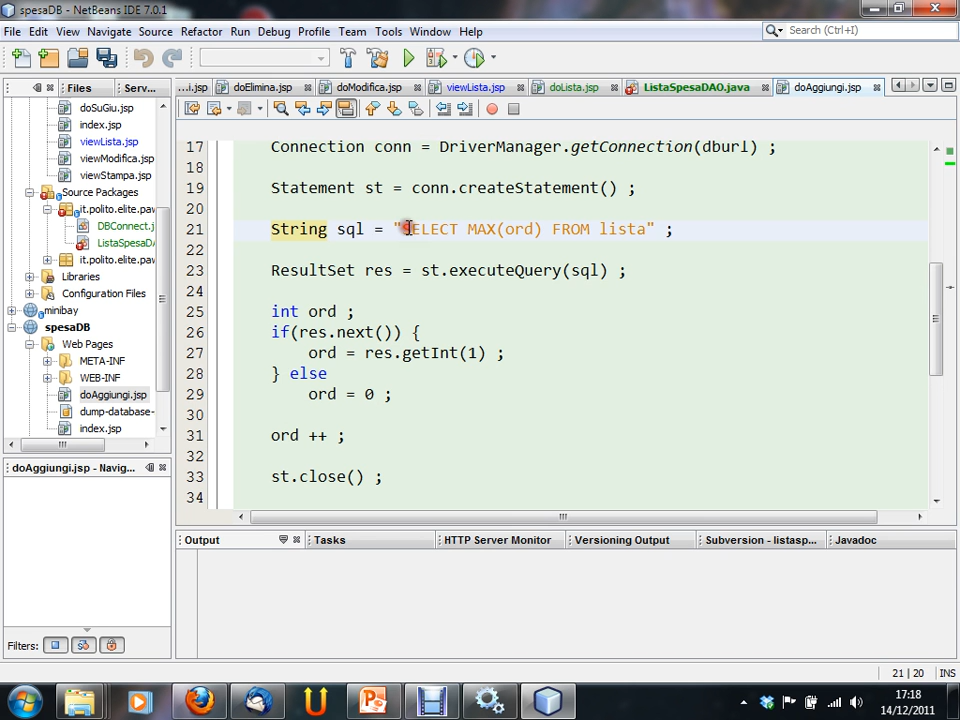 spesaDB - NetBeans IDE 7.0.1
File Edit View Navigate Source Refactor Run Debug Profile Team Tools Window Help
Search (Ctrl+I)
Files
Serv...
...i.jsp
doElimina.jsp
doModifica.jsp
viewLista.jsp
doLista.jsp
ListaSpesaDAO.java
doAggiungi.jsp
doSuGiu.jsp
index.jsp
viewLista.jsp
viewModifica.jsp
viewStampa.jsp
Source Packages
it.polito.elite.paw
DBConnect.j
ListaSpesaDA
it.polito.elite.paw
Libraries
Configuration Files
minibay
spesaDB
Web Pages
META-INF
WEB-INF
doAggiungi.jsp
dump-database-
index.jsp
17 Connection conn = DriverManager.getConnection(dburl) ;
18
19 Statement st = conn.createStatement() ;
20
21 String sql = "SELECT MAX(ord) FROM lista" ;
22
23 ResultSet res = st.executeQuery(sql) ;
24
25 int ord ;
26 if(res.next()) {
27 ord = res.getInt(1) ;
28 } else
29 ord = 0 ;
30
31 ord ++ ;
32
33 st.close() ;
34
doAggiungi.jsp - Navig...
Filters:
Output
Tasks
HTTP Server Monitor
Versioning Output
Subversion - listasp...
Javadoc
21 | 20 INS
17:18
14/12/2011